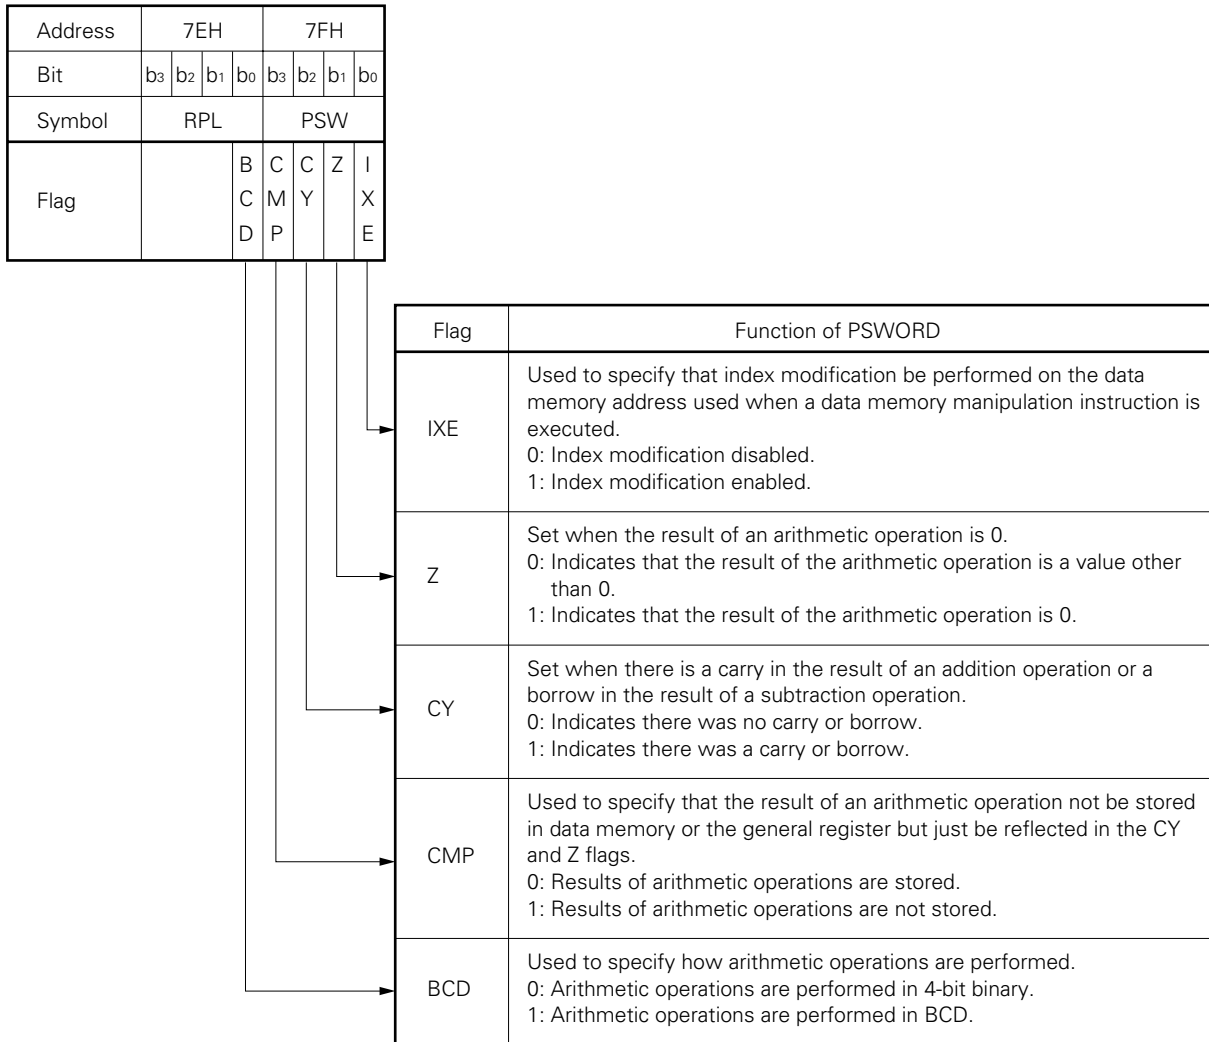 Address 7EH 7FH
Bit b3 b2 b1 b0 b3 b2 b1 b0
Symbol RPL PSW
Flag BCD CMP CY Z IXE
Flag Function of PSWORD
IXE
Used to specify that index modification be performed on the data
memory address used when a data memory manipulation instruction is
executed.
0: Index modification disabled.
1: Index modification enabled.
Z
Set when the result of an arithmetic operation is 0.
0: Indicates that the result of the arithmetic operation is a value other
than 0.
1: Indicates that the result of the arithmetic operation is 0.
CY
Set when there is a carry in the result of an addition operation or a
borrow in the result of a subtraction operation.
0: Indicates there was no carry or borrow.
1: Indicates there was a carry or borrow.
CMP
Used to specify that the result of an arithmetic operation not be stored
in data memory or the general register but just be reflected in the CY
and Z flags.
0: Results of arithmetic operations are stored.
1: Results of arithmetic operations are not stored.
BCD
Used to specify how arithmetic operations are performed.
0: Arithmetic operations are performed in 4-bit binary.
1: Arithmetic operations are performed in BCD.